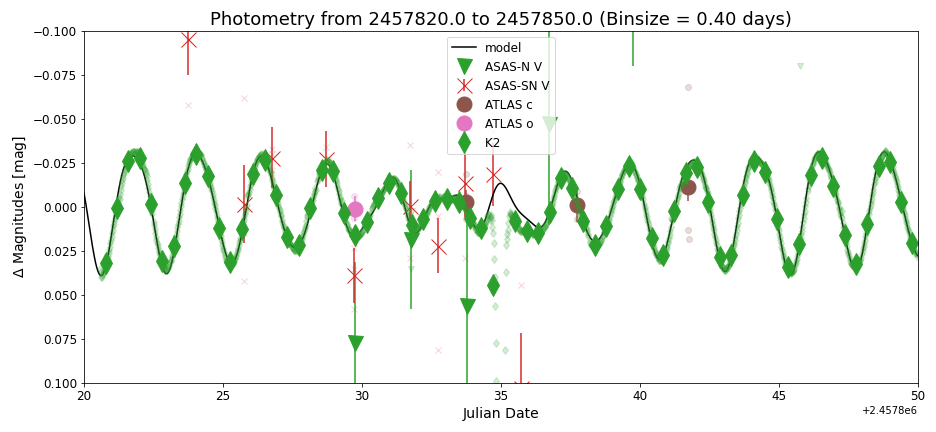 Photometry from 2457820.0 to 2457850.0 (Binsize = 0.40 days)
−0.100
−0.075
−0.050
−0.025
0.000
0.025
0.050
0.075
0.100
Δ Magnitudes [mag]
model
ASAS-N V
ASAS-SN V
ATLAS c
ATLAS o
K2
20
25
30
35
40
45
50
Julian Date
+2.4578e6